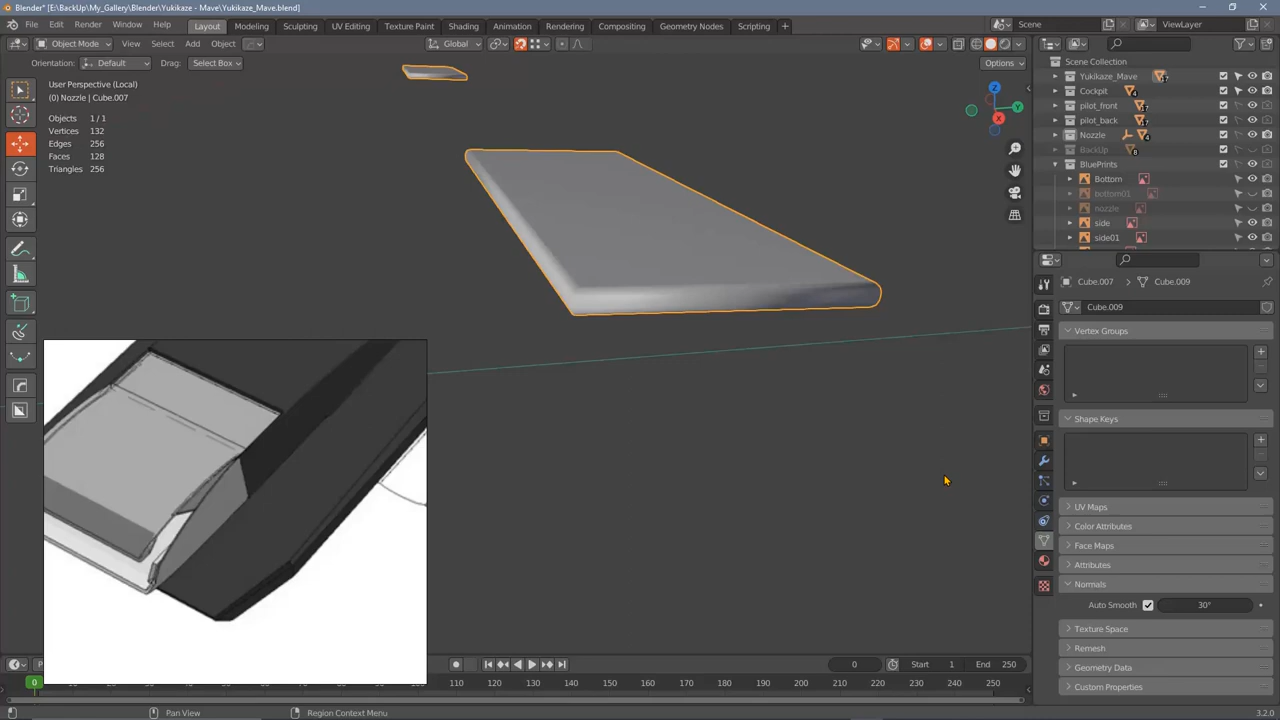 Blender* [E:\BackUp\My_Gallery\Blender\Yukikaze - Mave\Yukikaze_Mave.blend]
File Edit Render Window Help Layout Modeling Sculpting UV Editing Texture Paint Shading Animation Rendering Compositing Geometry Nodes Scripting Scene ViewLayer
Object Mode View Select Add Object Global
Orientation: Default Drag: Select Box Options
User Perspective (Local)
(0) Nozzle | Cube.007
Objects 1 / 1
Vertices 132
Edges 256
Faces 128
Triangles 256
Z
Y
X
Scene Collection
Yukikaze_Mave
Cockpit 4
pilot_front
pilot_back
Nozzle 4
BackUp 8
BluePrints
Bottom
bottom01
nozzle
side
side01
Cube.007 Cube.009
Cube.009
Vertex Groups
Shape Keys
UV Maps
Color Attributes
Face Maps
Attributes
Normals
Auto Smooth 30°
Texture Space
Remesh
Geometry Data
Custom Properties
0 Start 1 End 250
0 110 120 130 140 150 160 170 180 190 200 210 220 230 240 250
Select Pan View Region Context Menu 3.2.0